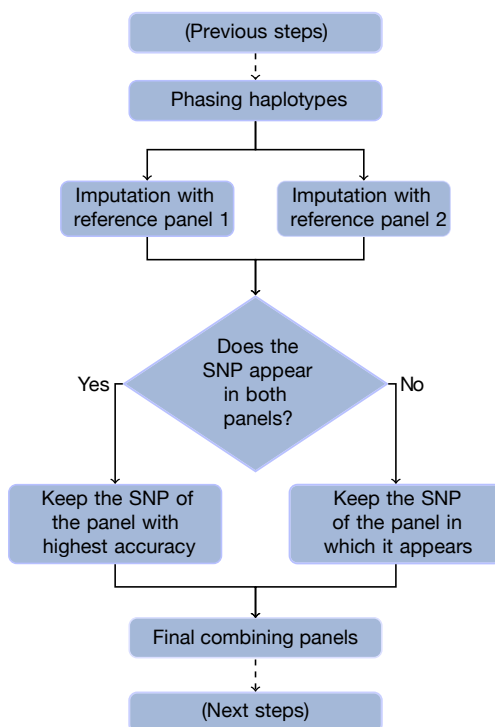 (Previous steps)
Phasing haplotypes
Imputation with
reference panel 1
Imputation with
reference panel 2
Does the
SNP appear
in both
panels?
Yes
No
Keep the SNP of
the panel with
highest accuracy
Keep the SNP
of the panel in
which it appears
Final combining panels
(Next steps)